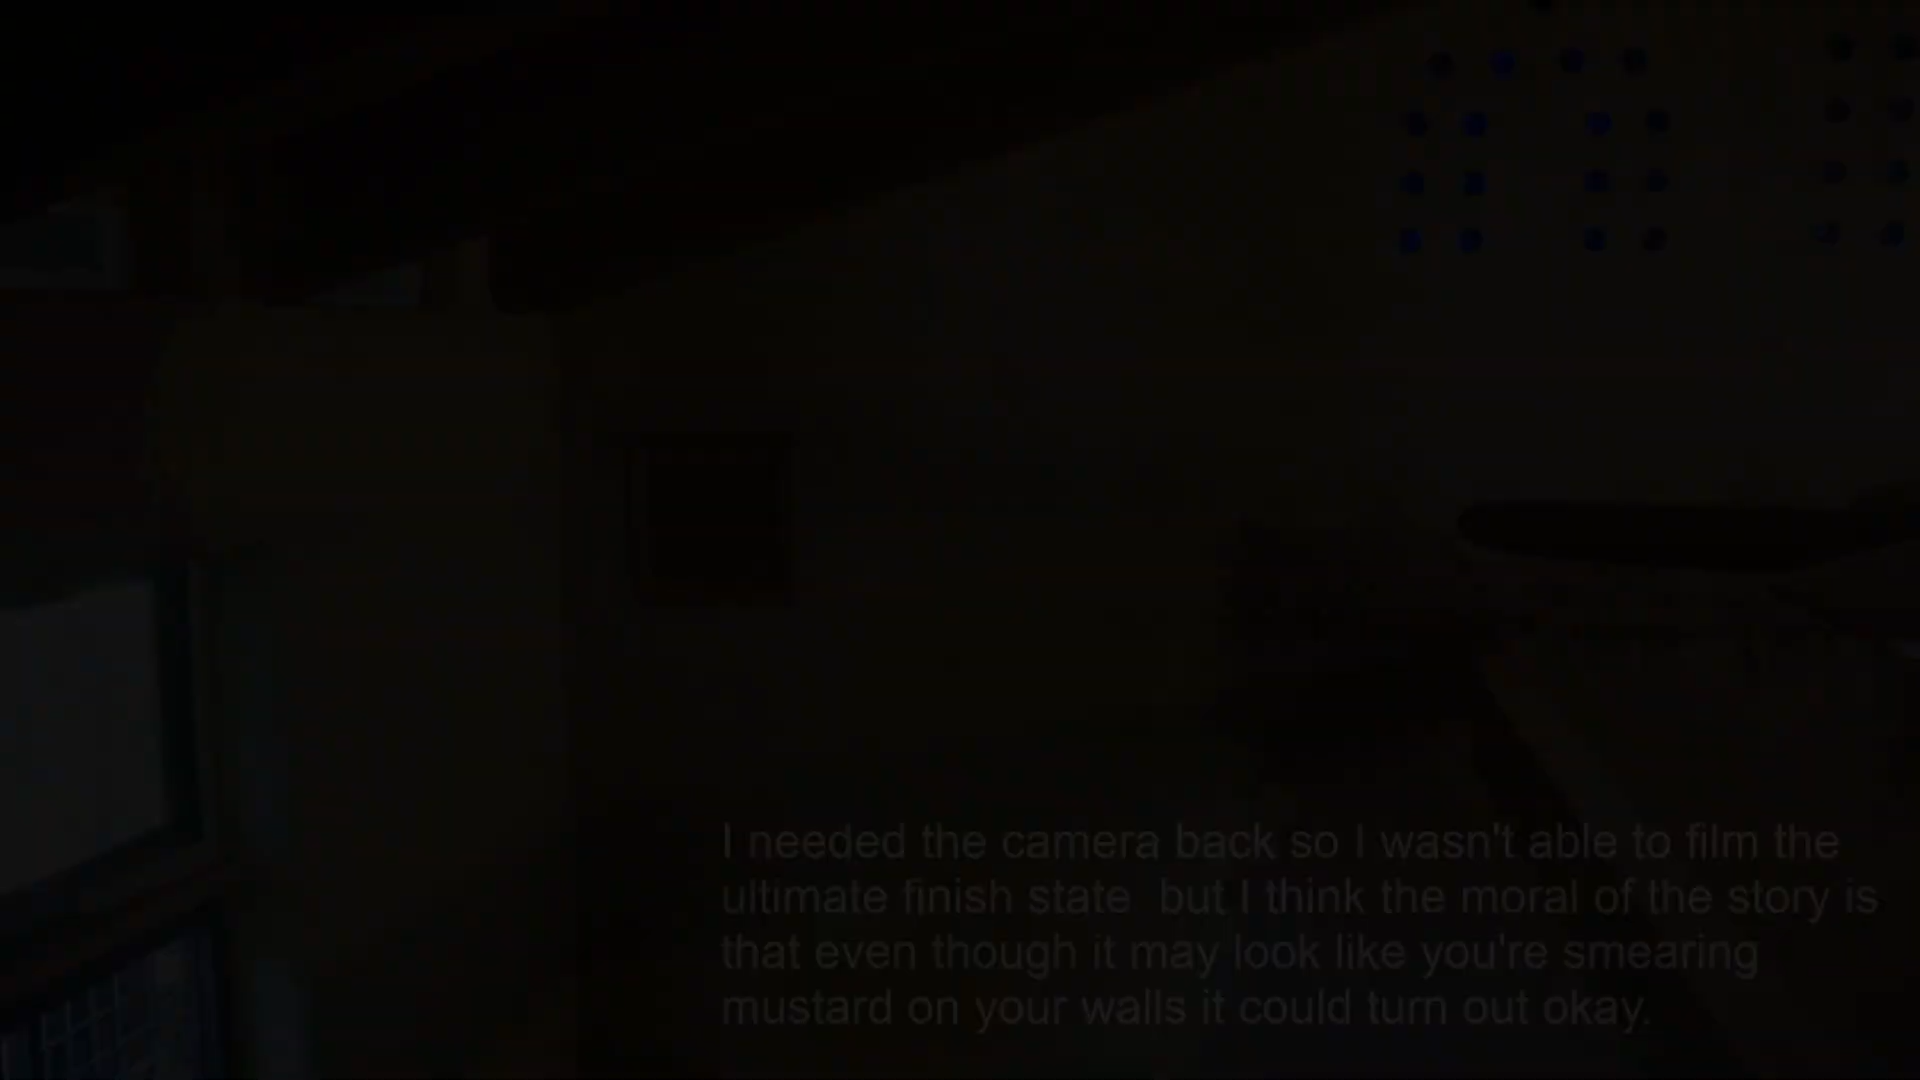 I needed the camera back so I wasn't able to film the
ultimate finish state  but I think the moral of the story is
that even though it may look like you're smearing
mustard on your walls it could turn out okay.